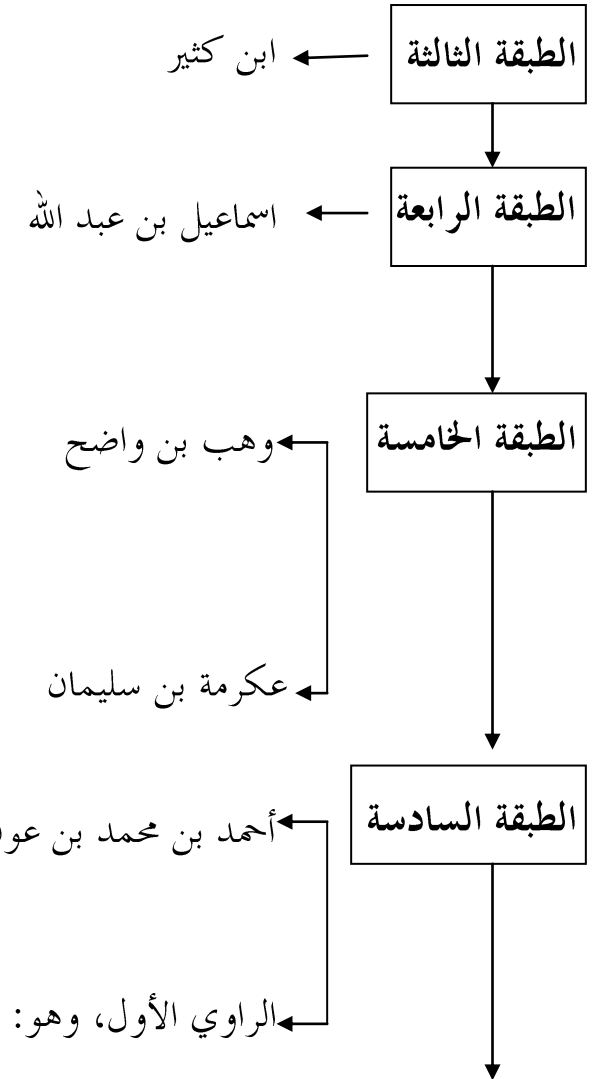 الطبقة الثالثة
ابن كثير
الطبقة الرابعة
اسماعيل بن عبد الله
الطبقة الخامسة
وهب بن واضح
عكرمة بن سليمان
الطبقة السادسة
أحمد بن محمد بن
الراوي الأول، وهو: